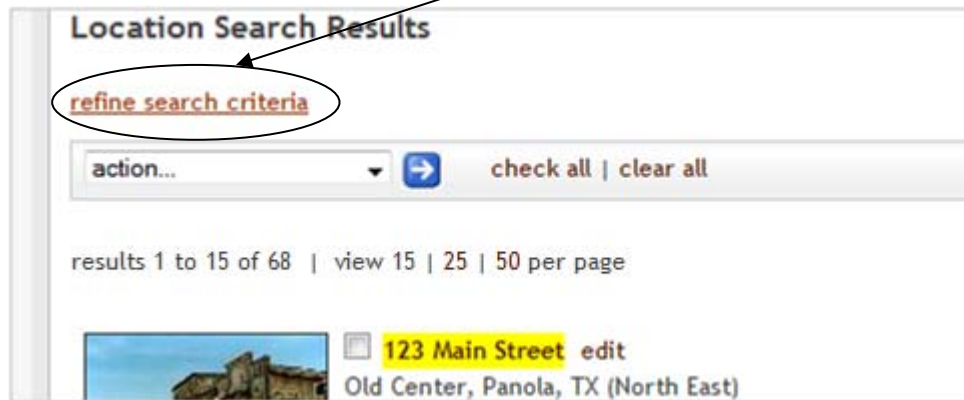 Location Search Results
refine search criteria
action... check all | clear all
results 1 to 15 of 68 | view 15 | 25 | 50 per page
123 Main Street edit
Old Center, Panola, TX (North East)